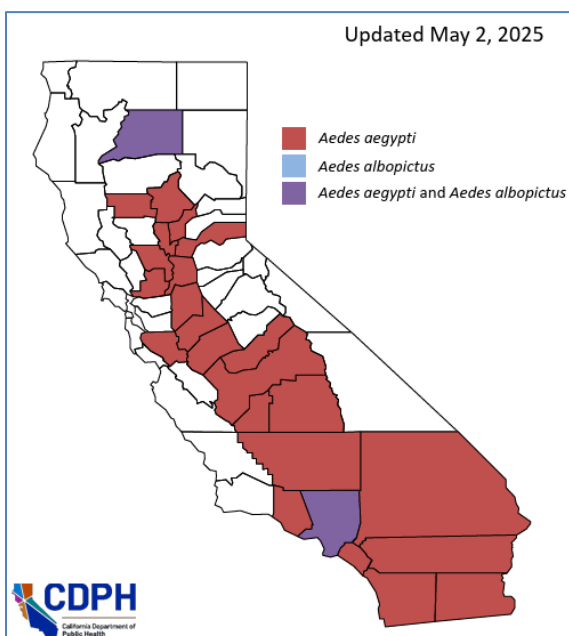 Updated May 2, 2025
Aedes aegypti
Aedes albopictus
Aedes aegypti and Aedes albopictus
CDPH
California Department of
Public Health